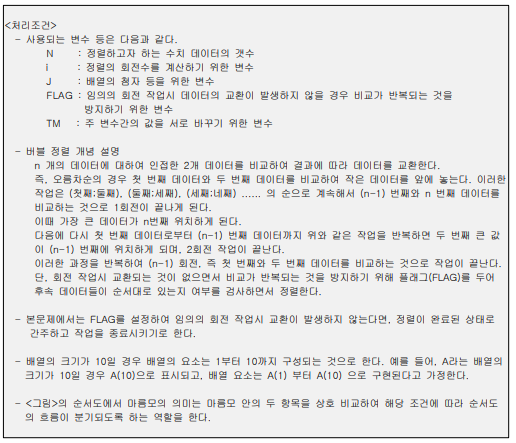 <처리조건>
- 사용되는 변수 등은 다음과 같다.
N : 정렬하고자 하는 수치 데이터의 갯수
i : 정렬의 회전수를 계산하기 위한 변수
J : 배열의 첨자 등을 위한 변수
FLAG : 임의의 회전 작업시 데이터의 교환이 발생하지 않을 경우 비교가 반복되는 것을
방지하기 위한 변수
TM : 주 변수간의 값을 서로 바꾸기 위한 변수
- 버블 정렬 개념 설명
n 개의 데이터에 대하여 인접한 2개 데이터를 비교하여 결과에 따라 데이터를 교환한다.
즉, 오름차순의 경우 첫 번째 데이터와 두 번째 데이터를 비교하여 작은 데이터를 앞에 놓는다. 이러한
작업은 (첫째;둘째), (둘째;세째), (세째;네째) ...... 의 순으로 계속해서 (n-1) 번째와 n 번째 데이터를
비교하는 것으로 1회전이 끝나게 된다.
이때 가장 큰 데이터가 n번째 위치하게 된다.
다음에 다시 첫 번째 데이터로부터 (n-1) 번째 데이터까지 위와 같은 작업을 반복하면 두 번째 큰 값
이 (n-1) 번째에 위치하게 되며, 2회전 작업이 끝난다.
이러한 과정을 반복하여 (n-1) 회전, 즉 첫 번째와 두 번째 데이터를 비교하는 것으로 작업이 끝난다.
단, 회전 작업시 교환되는 것이 없으면서 비교가 반복되는 것을 방지하기 위해 플래그(FLAG)를 두어
후속 데이터들이 순서대로 있는지 여부를 검사하면서 정렬한다.
- 본문제에서는 FLAG를 설정하여 임의의 회전 작업시 교환이 발생하지 않는다면, 정렬이 완료된 상태로
간주하고 작업을 종료시키기로 한다.
- 배열의 크기가 10일 경우 배열의 요소는 1부터 10까지 구성되는 것으로 한다. 예를 들어, A라는 배열의
크기가 10일 경우 A(10)으로 표시되고, 배열 요소는 A(1) 부터 A(10) 으로 구현된다고 가정한다.
- <그림>의 순서도에서 마름모의 의미는 마름모 안의 두 항목을 상호 비교하여 해당 조건에 따라 순서도
의 흐름이 분기되도록 하는 역할을 한다.